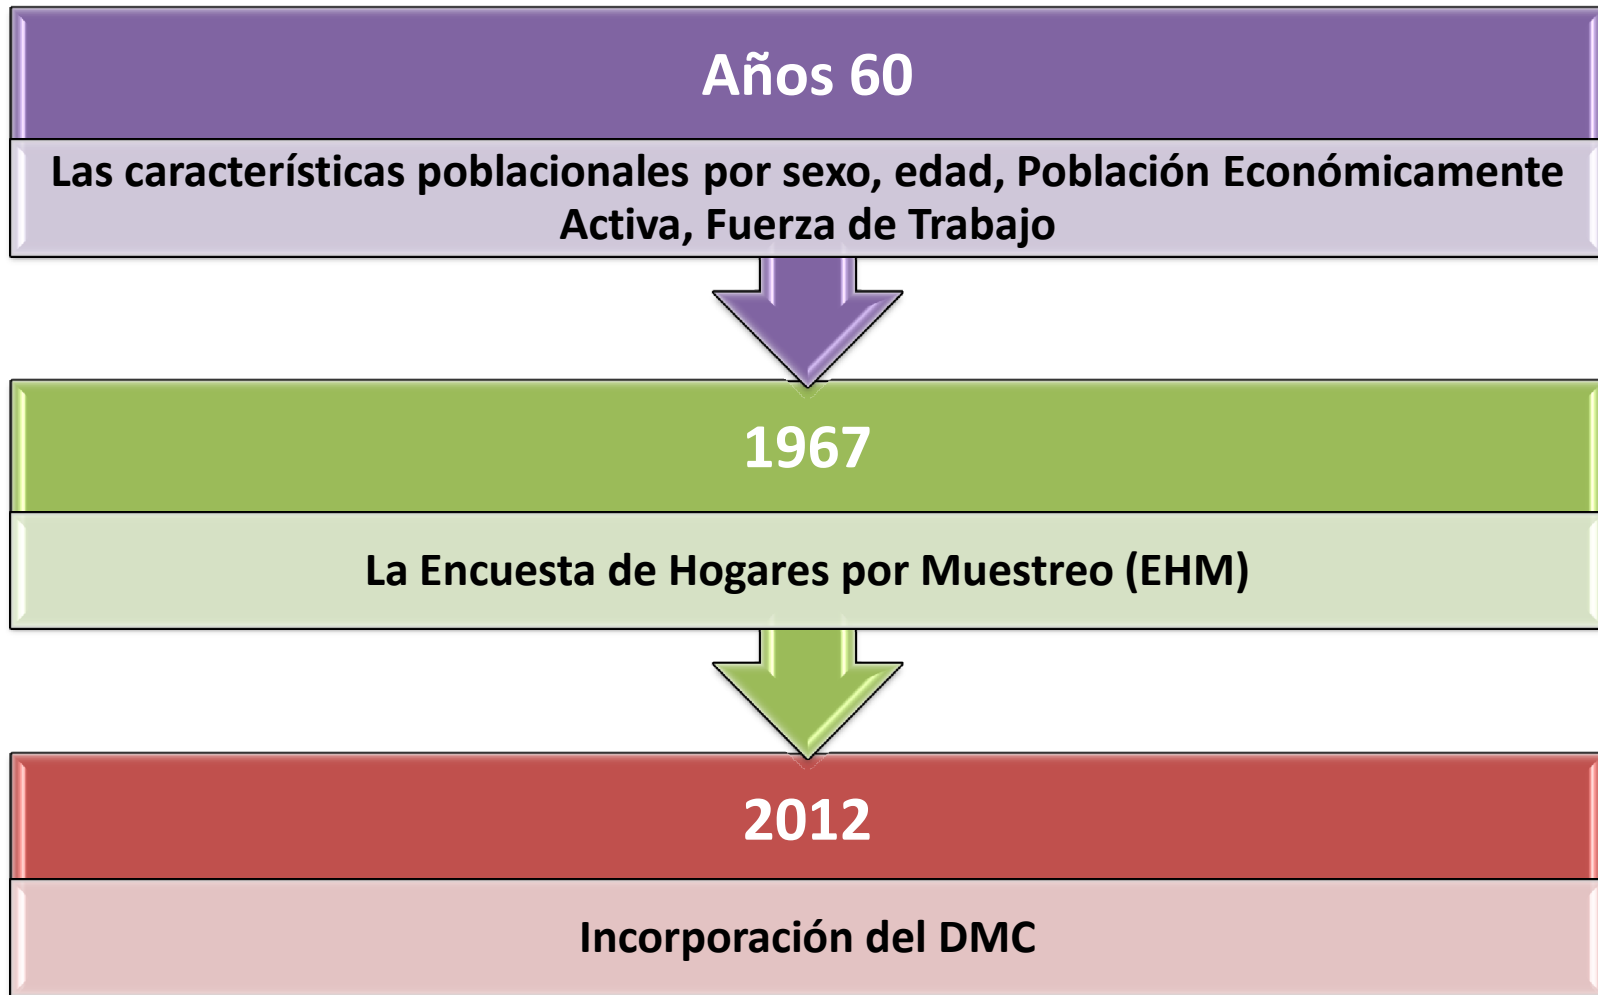 Años 60
Las característícas poblacionales por sexo, edad, Población Económicamente
Activa, Fuerza de Trabajo
1967
La Encuesta de Hogares por Muestreo (EHM)
2012
Incorporación del DMC